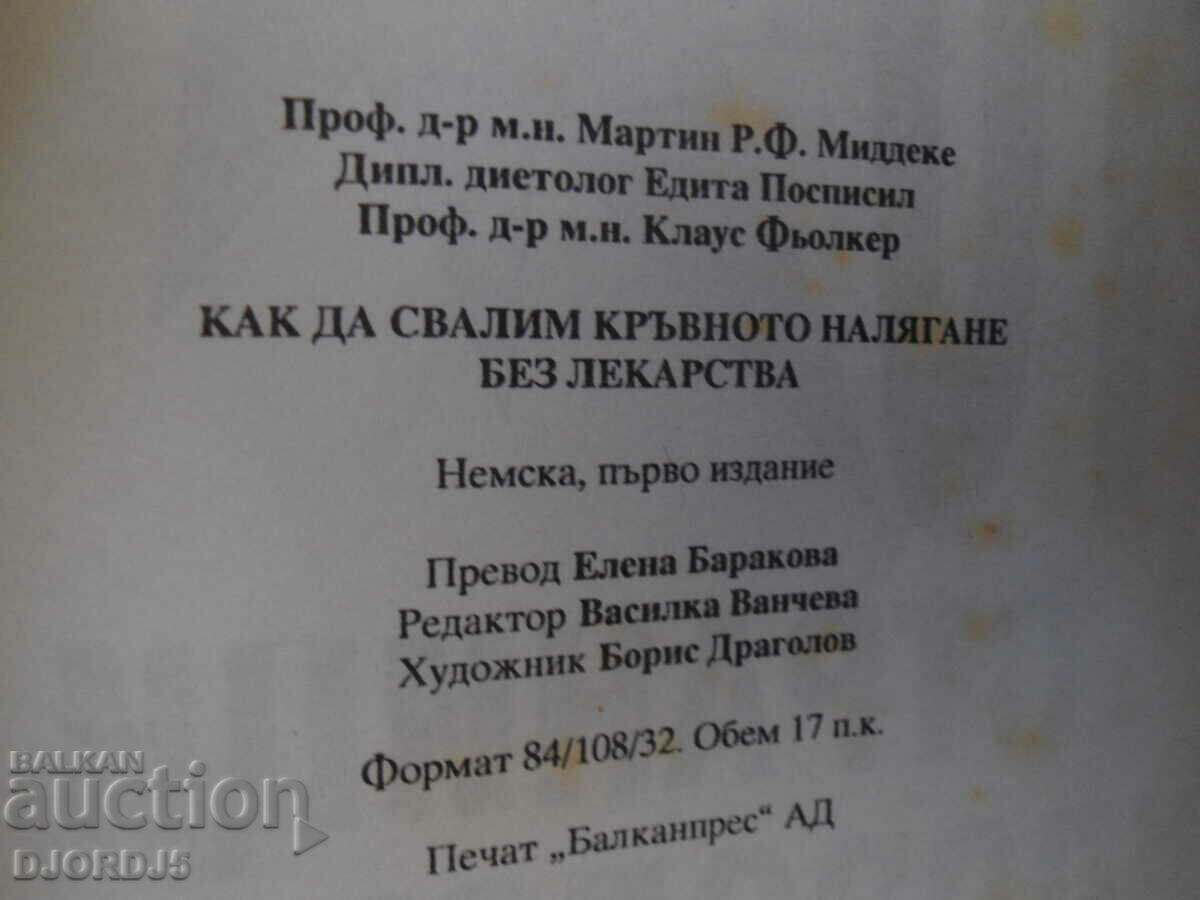 Проф. д-р м.н. Мартин Р.Ф. Миддеке
Дипл. диетолог Едита Посписил
Проф. д-р м.н. Клаус Фьолкер
КАК ДА СВАЛИМ КРЪВНОТО НАЛЯГАНЕ
БЕЗ ЛЕКАРСТВА
Немска, първо издание
Превод Елена Баракова
Редактор Василка Ванчева
Художник Борис Драголов
Формат 84/108/32. Обем 17 п.к.
Печат „Балканпрес“ АД
BALKAN
auction
DJORDJ5